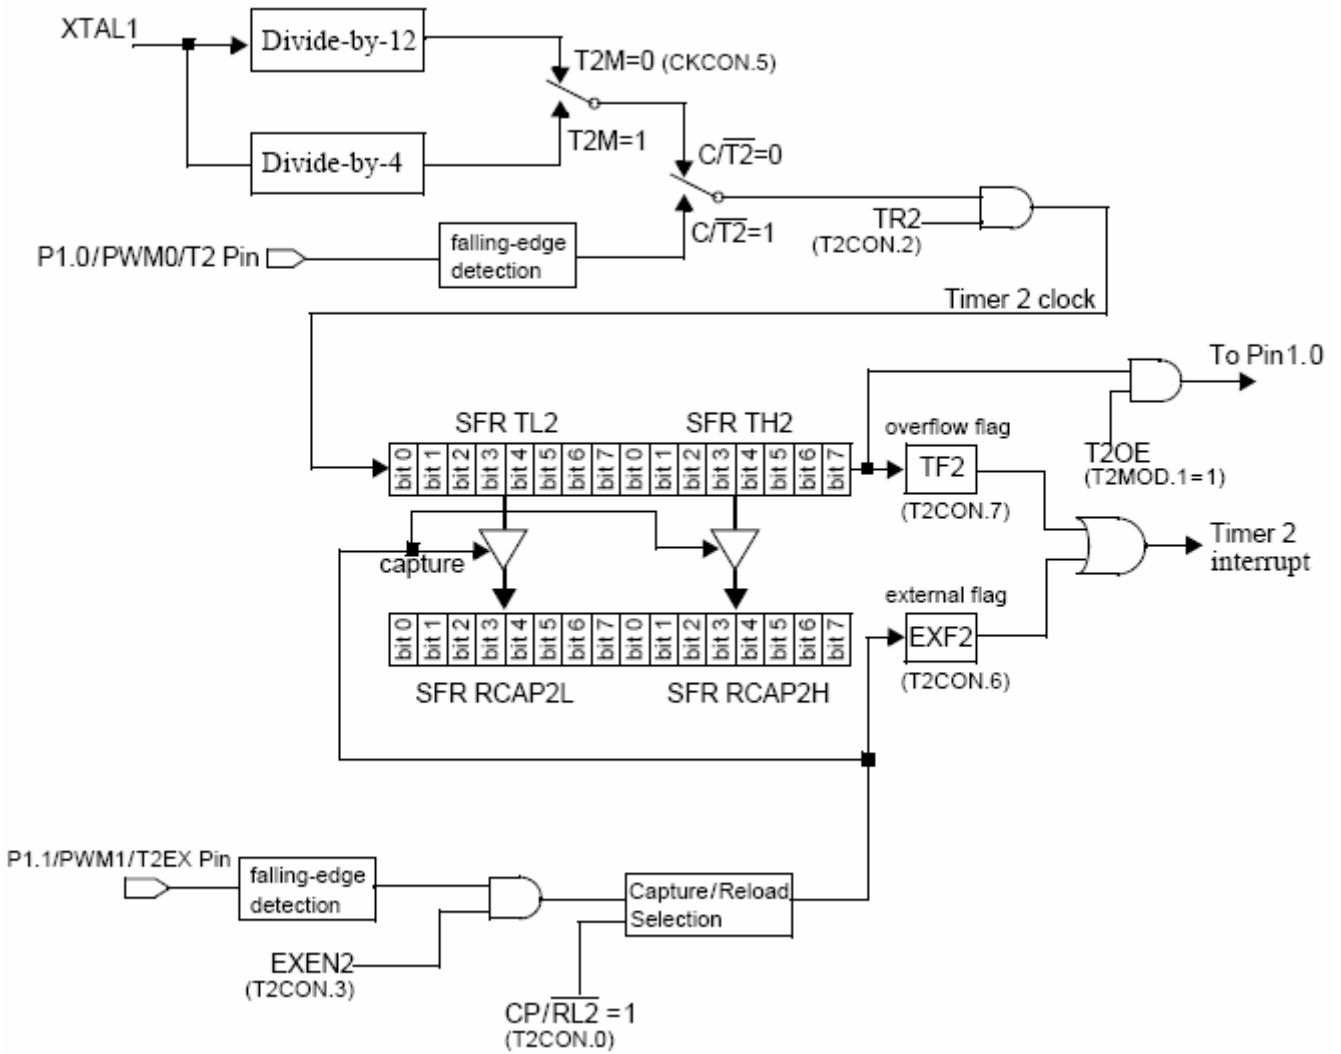 XTAL1
Divide-by-12
T2M=0 (CKCON.5)
T2M=1
Divide-by-4
C/T2=0
C/T2=1
TR2
(T2CON.2)
P1.0/PWM0/T2 Pin
falling-edge
detection
Timer 2 clock
To Pin1.0
SFR TL2
SFR TH2
overflow flag
T2OE
(T2MOD.1=1)
bit 0 bit 1 bit 2 bit 3 bit 4 bit 5 bit 6 bit 7 bit 0 bit 1 bit 2 bit 3 bit 4 bit 5 bit 6 bit 7
TF2
(T2CON.7)
Timer 2
interrupt
capture
external flag
bit 0 bit 1 bit 2 bit 3 bit 4 bit 5 bit 6 bit 7 bit 0 bit 1 bit 2 bit 3 bit 4 bit 5 bit 6 bit 7
EXF2
(T2CON.6)
SFR RCAP2L
SFR RCAP2H
P1.1/PWM1/T2EX Pin
falling-edge
detection
Capture/Reload
Selection
EXEN2
(T2CON.3)
CP/RL2 =1
(T2CON.0)